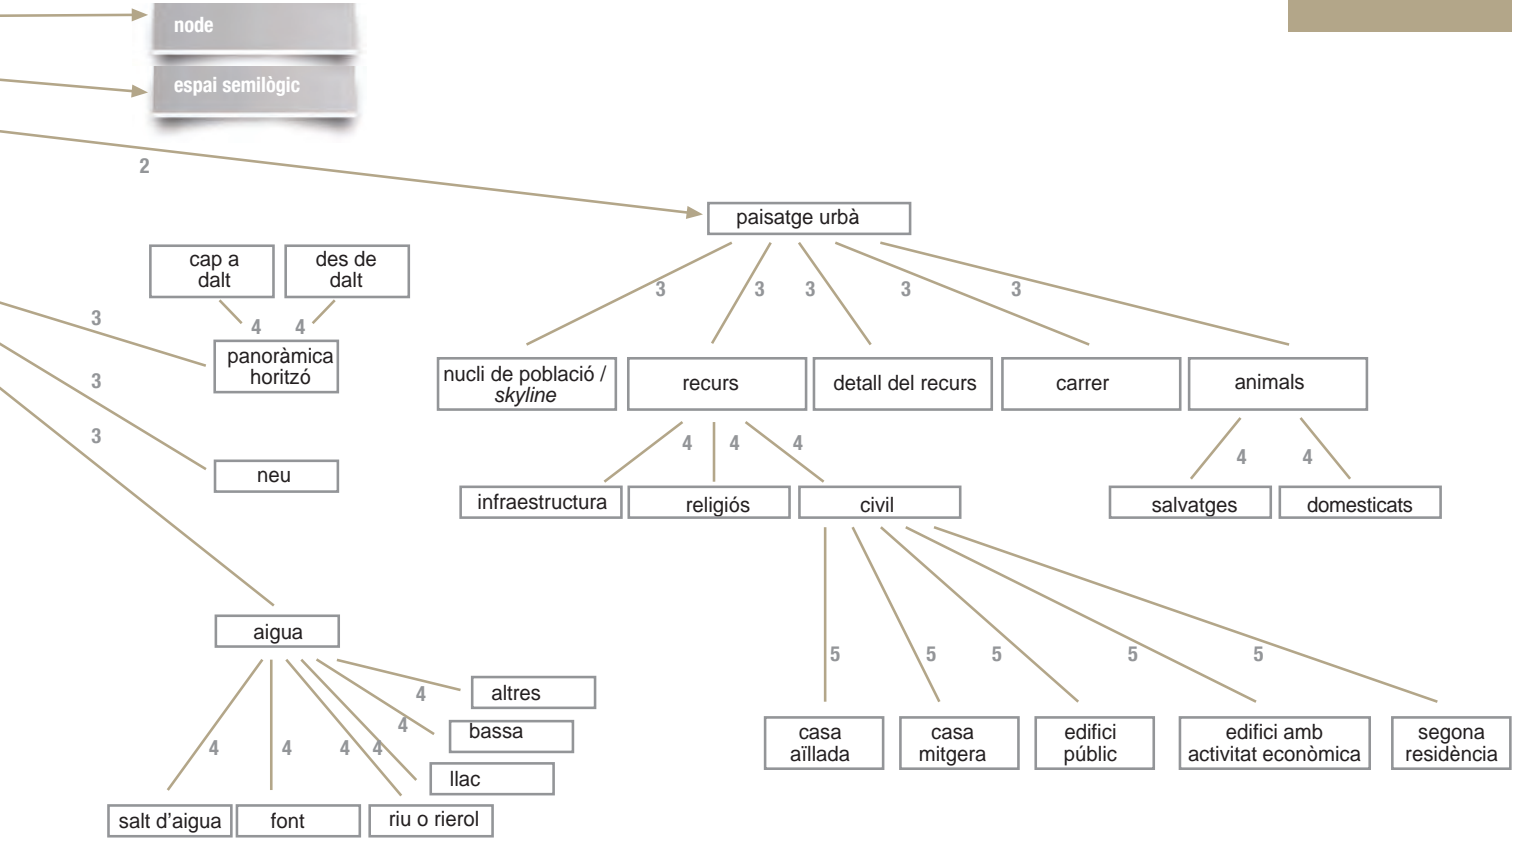 node
espai semilògic
2
paisatge urbà
cap a
dalt
des de
dalt
3
3
3
3
3
3
4
4
panoràmica
horitzó
nucli de població /
skyline
recurs
detall del recurs
carrer
animals
3
3
4
4
4
4
4
neu
infraestructura
religiós
civil
salvatges
domesticats
aigua
5
5
5
5
5
4
altres
4
bassa
4
4
4
4
llac
casa
aïllada
casa
mitgera
edifici
públic
edifici amb
activitat econòmica
segona
residència
salt d'aigua
font
riu o rierol